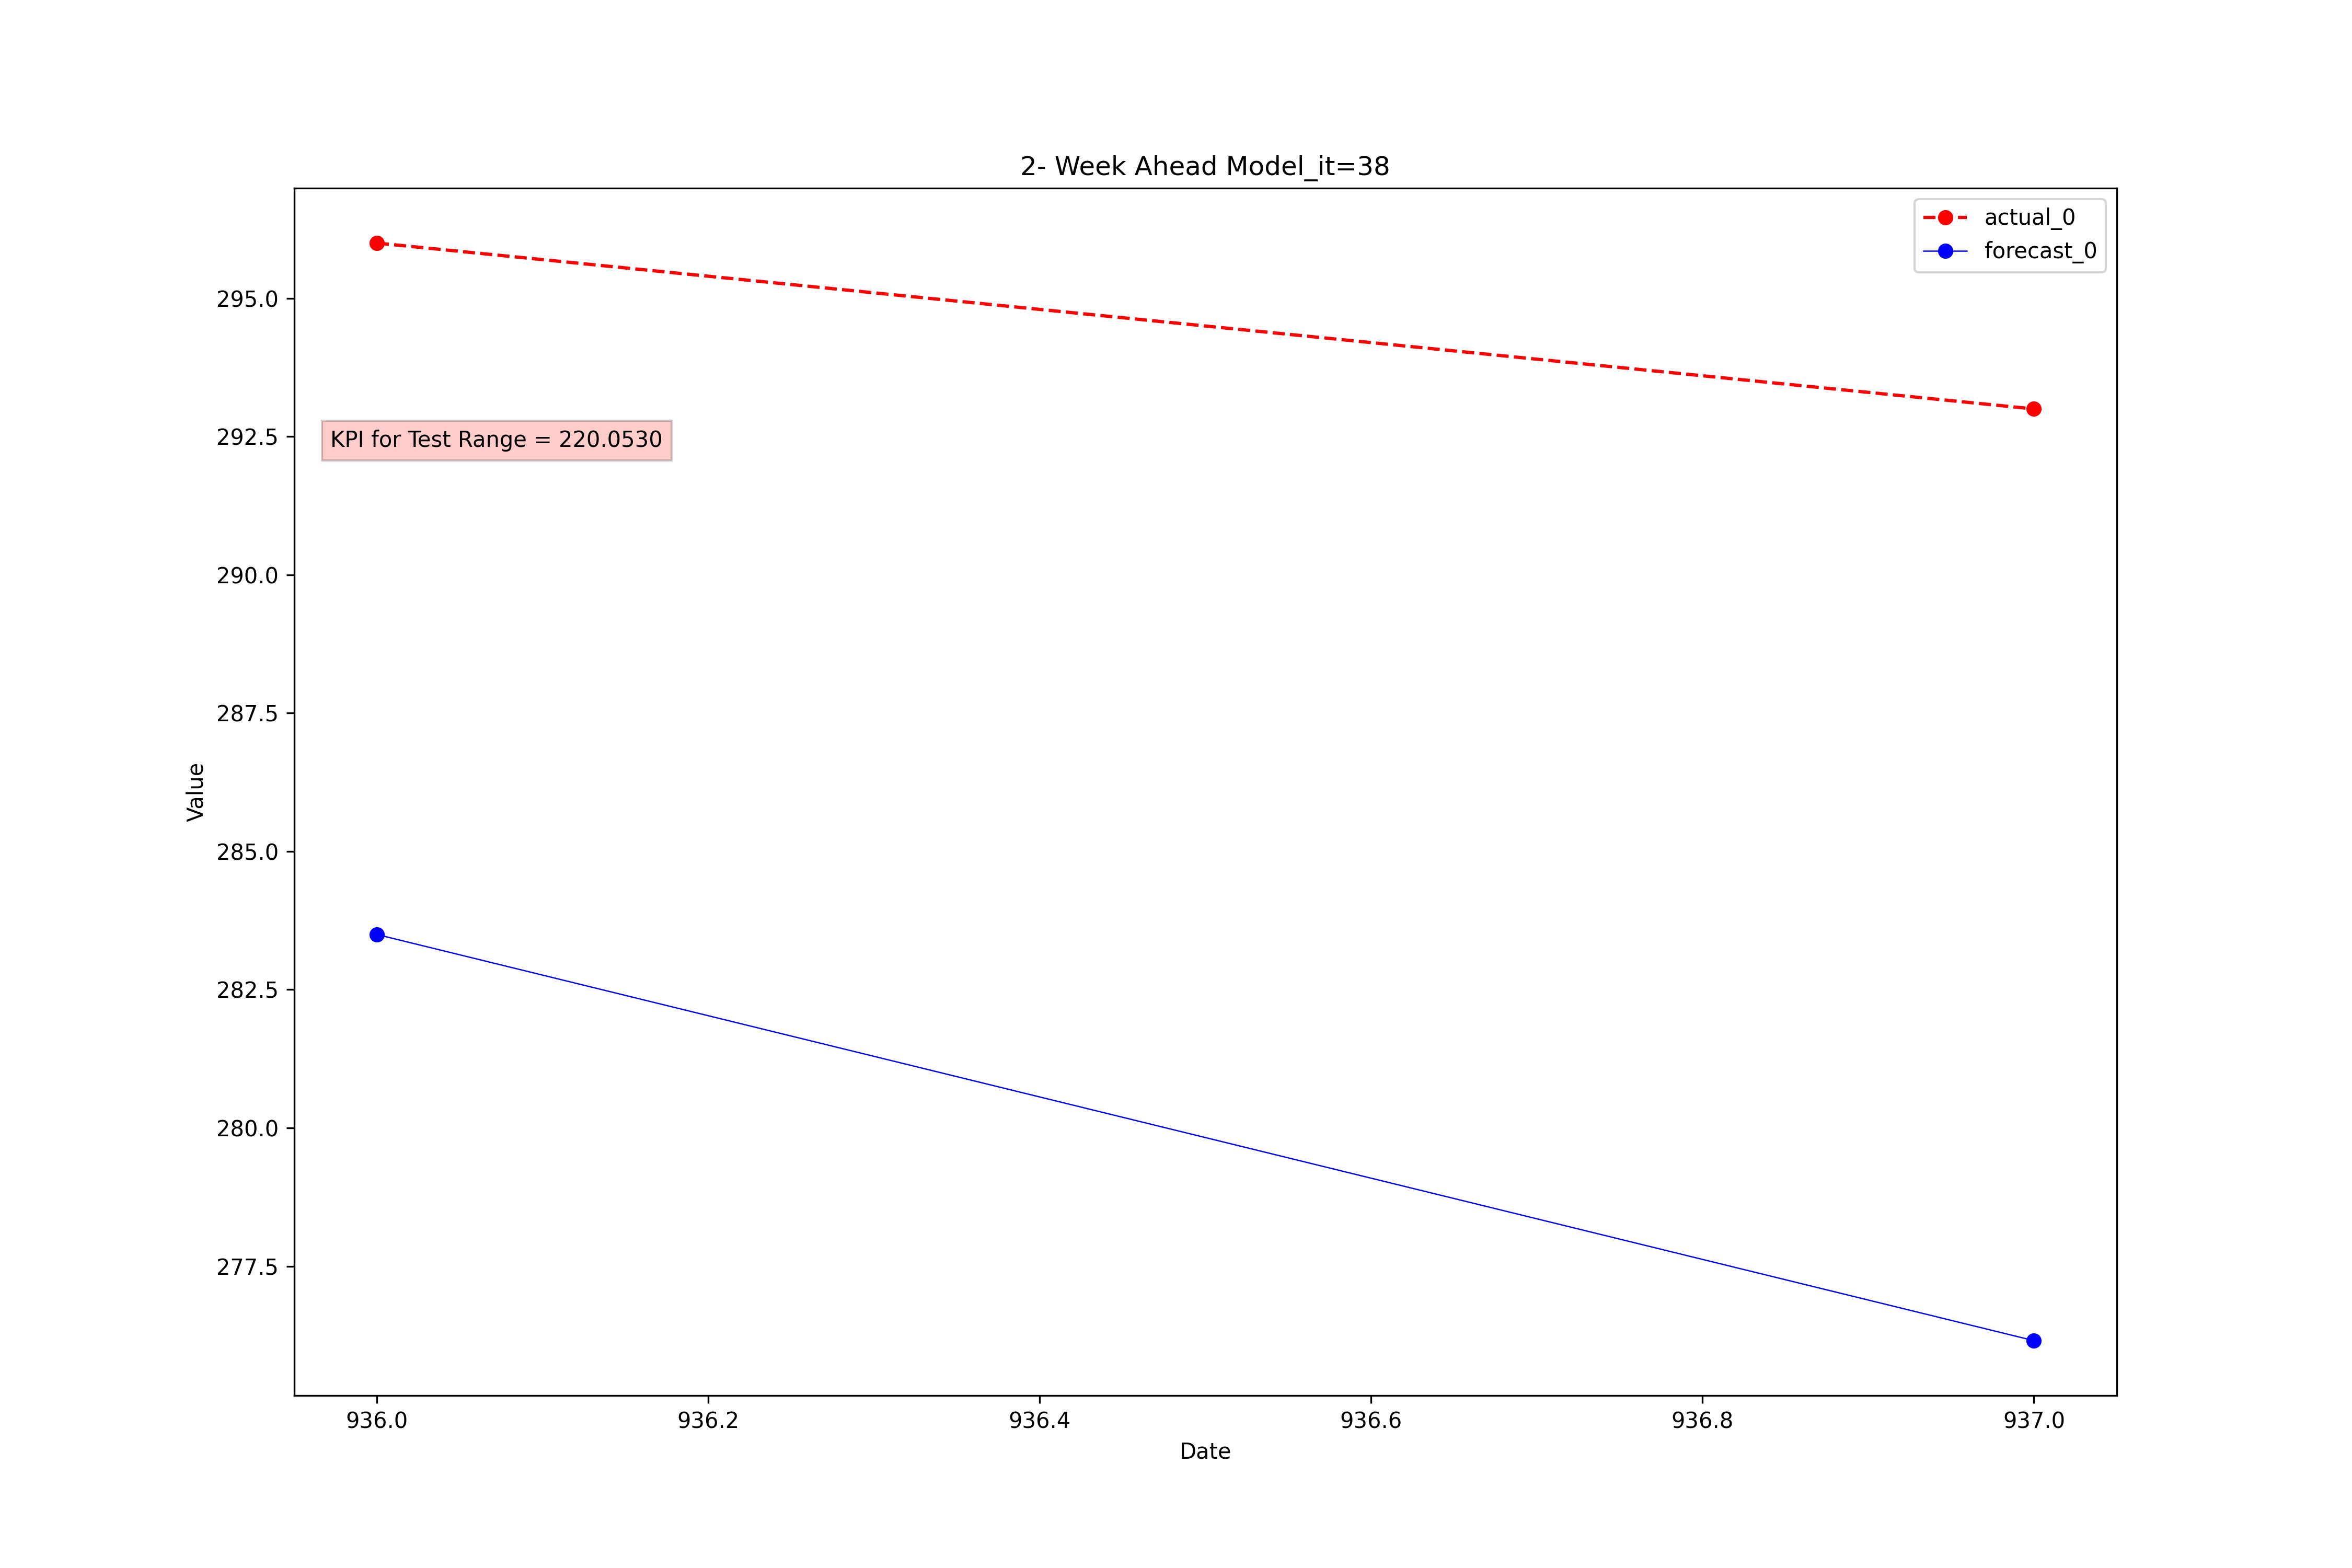 2- Week Ahead Model_it=38
actual_0
forecast_0
KPI for Test Range = 220.0530
295.0
292.5
290.0
287.5
285.0
282.5
280.0
277.5
Value
936.0 936.2 936.4 936.6 936.8 937.0
Date